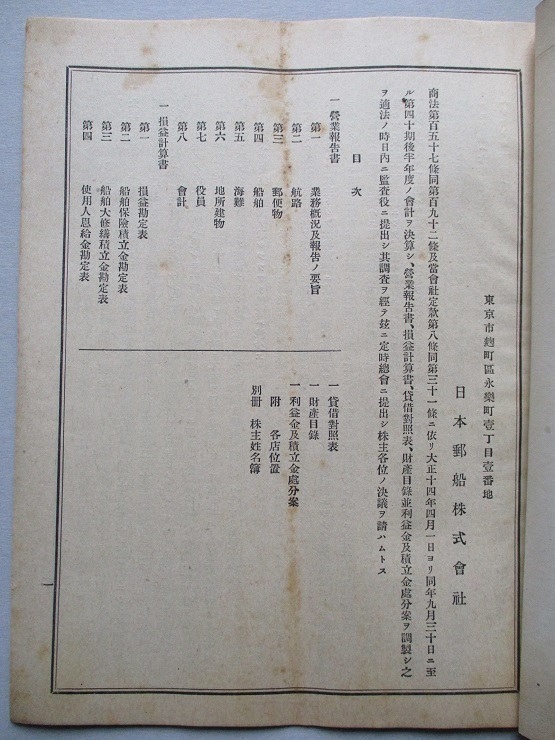 東京市麴町區永樂町壹丁目壹番地
日本郵船株式會社
商法第百五十七條同第百九十二條及當會社定款第八條同第三十一條ニ依リ大正十四年四月一日ヨリ同年九月三十日ニ至
ル第四十期後半年度ノ會計ヲ決算シ、營業報告書、損益計算書、貸借對照表、財產目錄並利益金及積立金處分案ヲ調製シ之
ヲ適法ノ時日內ニ監査役ニ提出シ其調査ヲ經テ玆ニ定時總會ニ提出シ株主各位ノ決議ヲ請ハムトス
目次
一 營業報告書
第一 業務概況及報告ノ要旨
第二 航路
第三 郵便物
第四 船舶
第五 海難
第六 地所建物
第七 役員
第八 會計
一 損益計算書
第一 損益勘定表
第二 船舶保險積立金勘定表
第三 船舶大修繕積立金勘定表
第四 使用人恩給金勘定表
一 貸借對照表
一 財產目錄
一 利益金及積立金處分案
附 各店位置
別冊 株主姓名簿
一